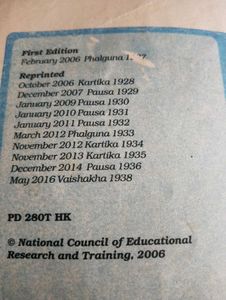 First Edition
February 2006 Phalguna
Reprinted
October 2006 Kartika 1928
December 2007 Pausa 1929
January 2009 Pausa 1930
January 2010 Pausa 1931
January 2011 Pausa 1932
March 2012 Phalguna 1933
November 2012 Kartika 1934
November 2013 Kartika 1935
December 2014 Pausa 1936
May 2016 Vaishakha 1938
PD 280T HK
© National Council of Educational
Research and Training, 2006